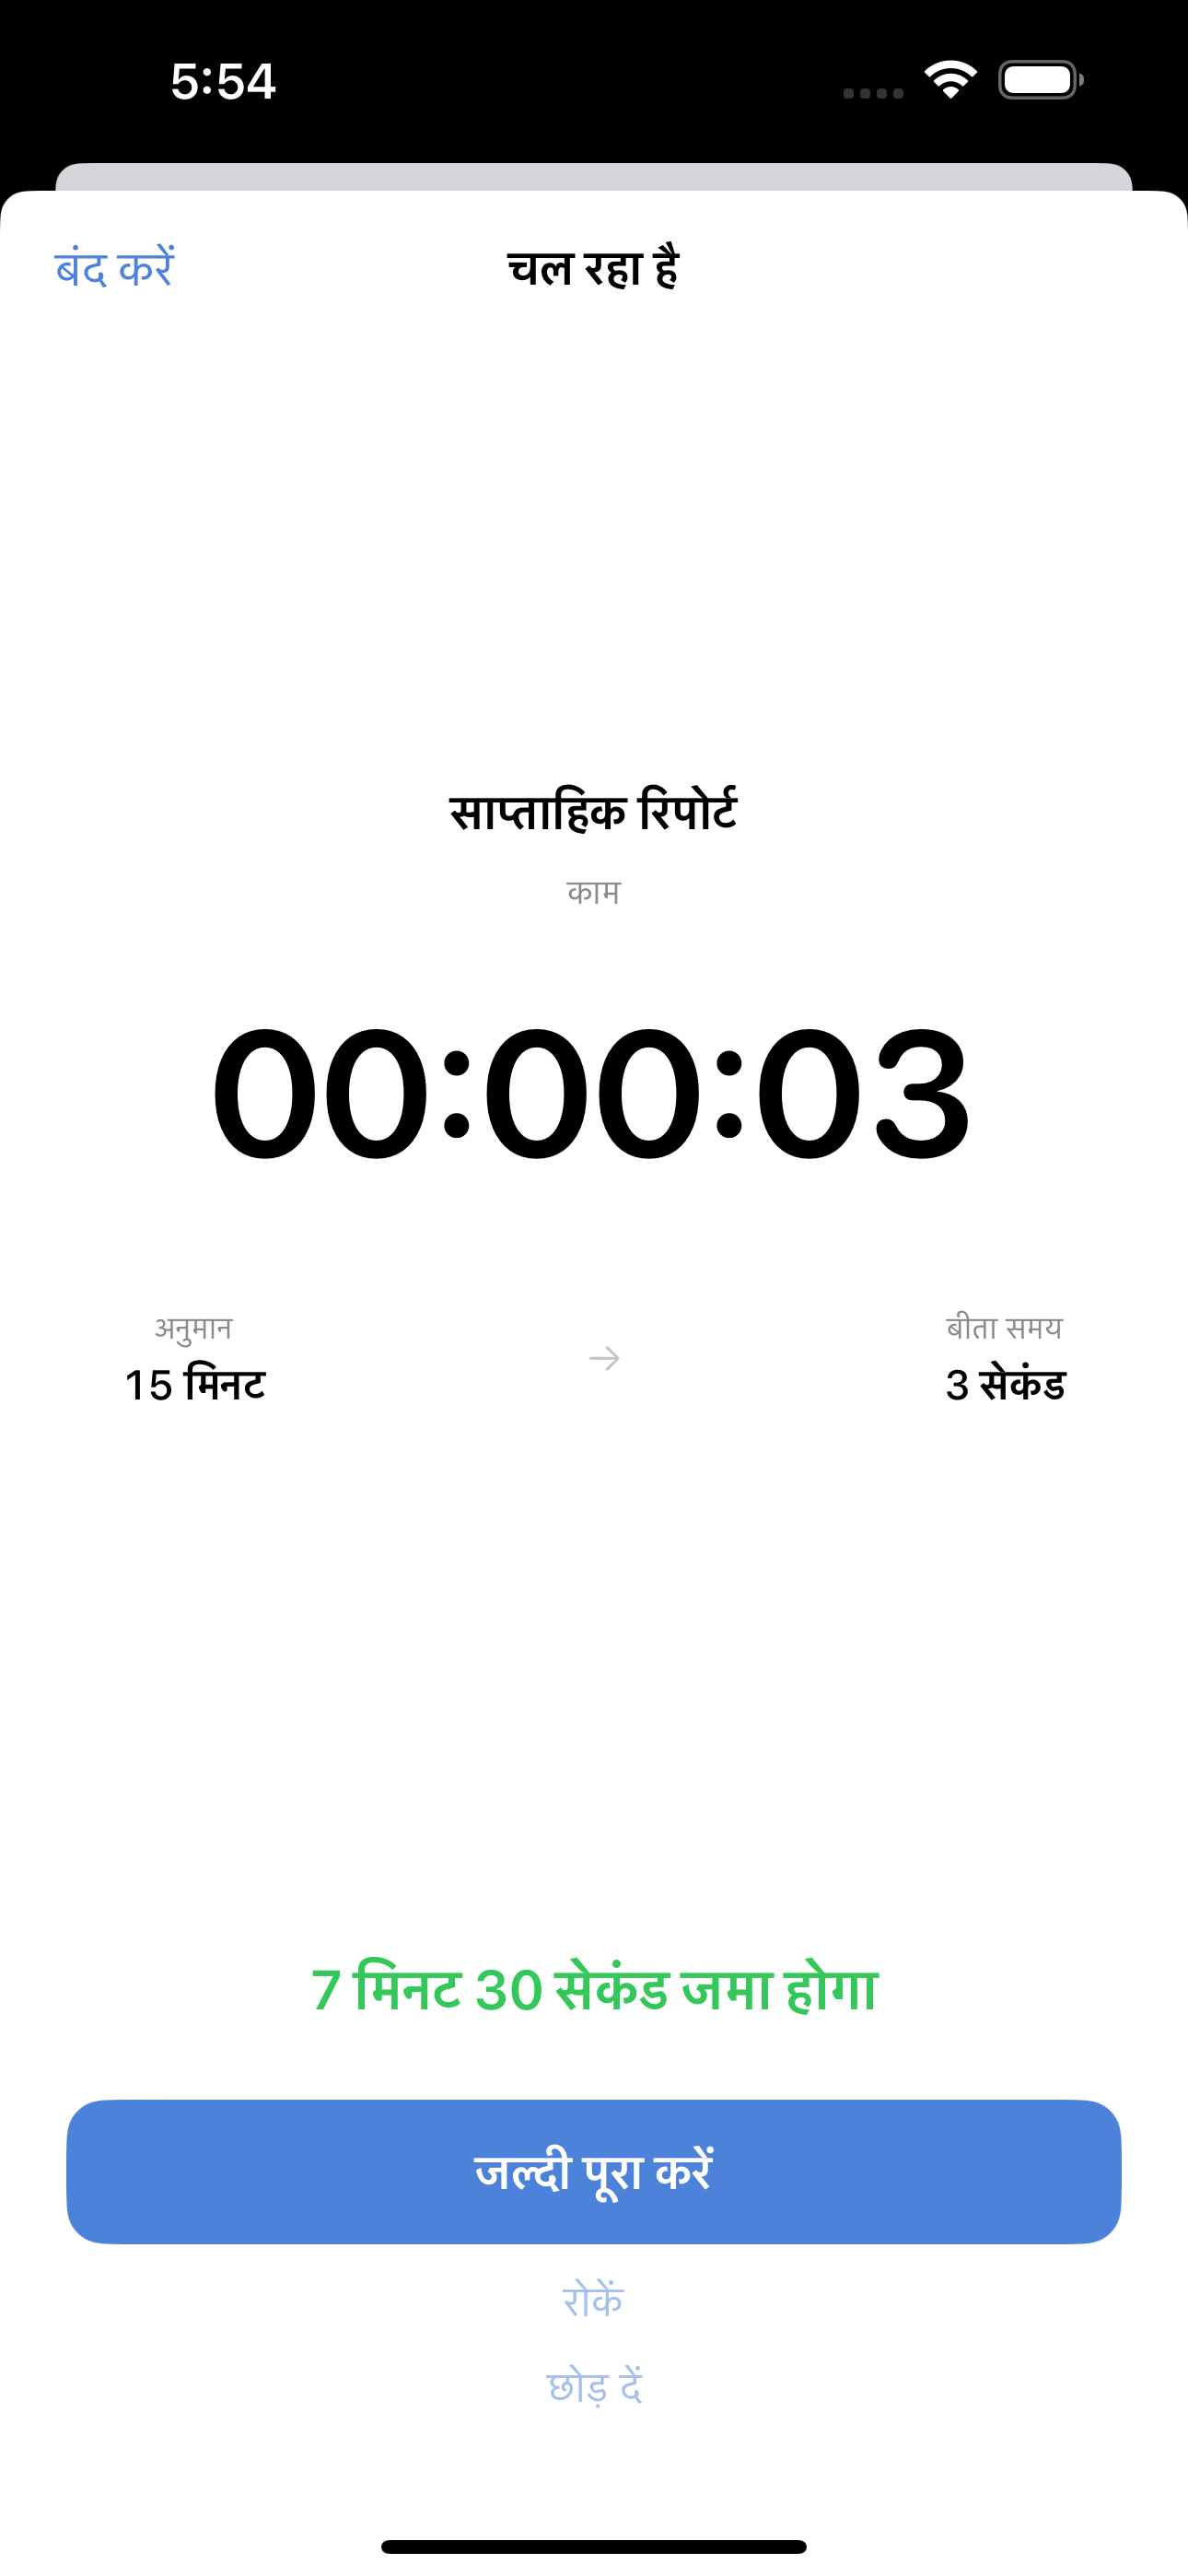 5:54
बंद करें
चल रहा है
साप्ताहिक रिपोर्ट
काम
00:00:03
अनुमान
बीता समय
15 मिनट
→
3 सेकंड
7 मिनट 30 सेकंड जमा होगा
जल्दी पूरा करें
रोकें
छोड़ दें